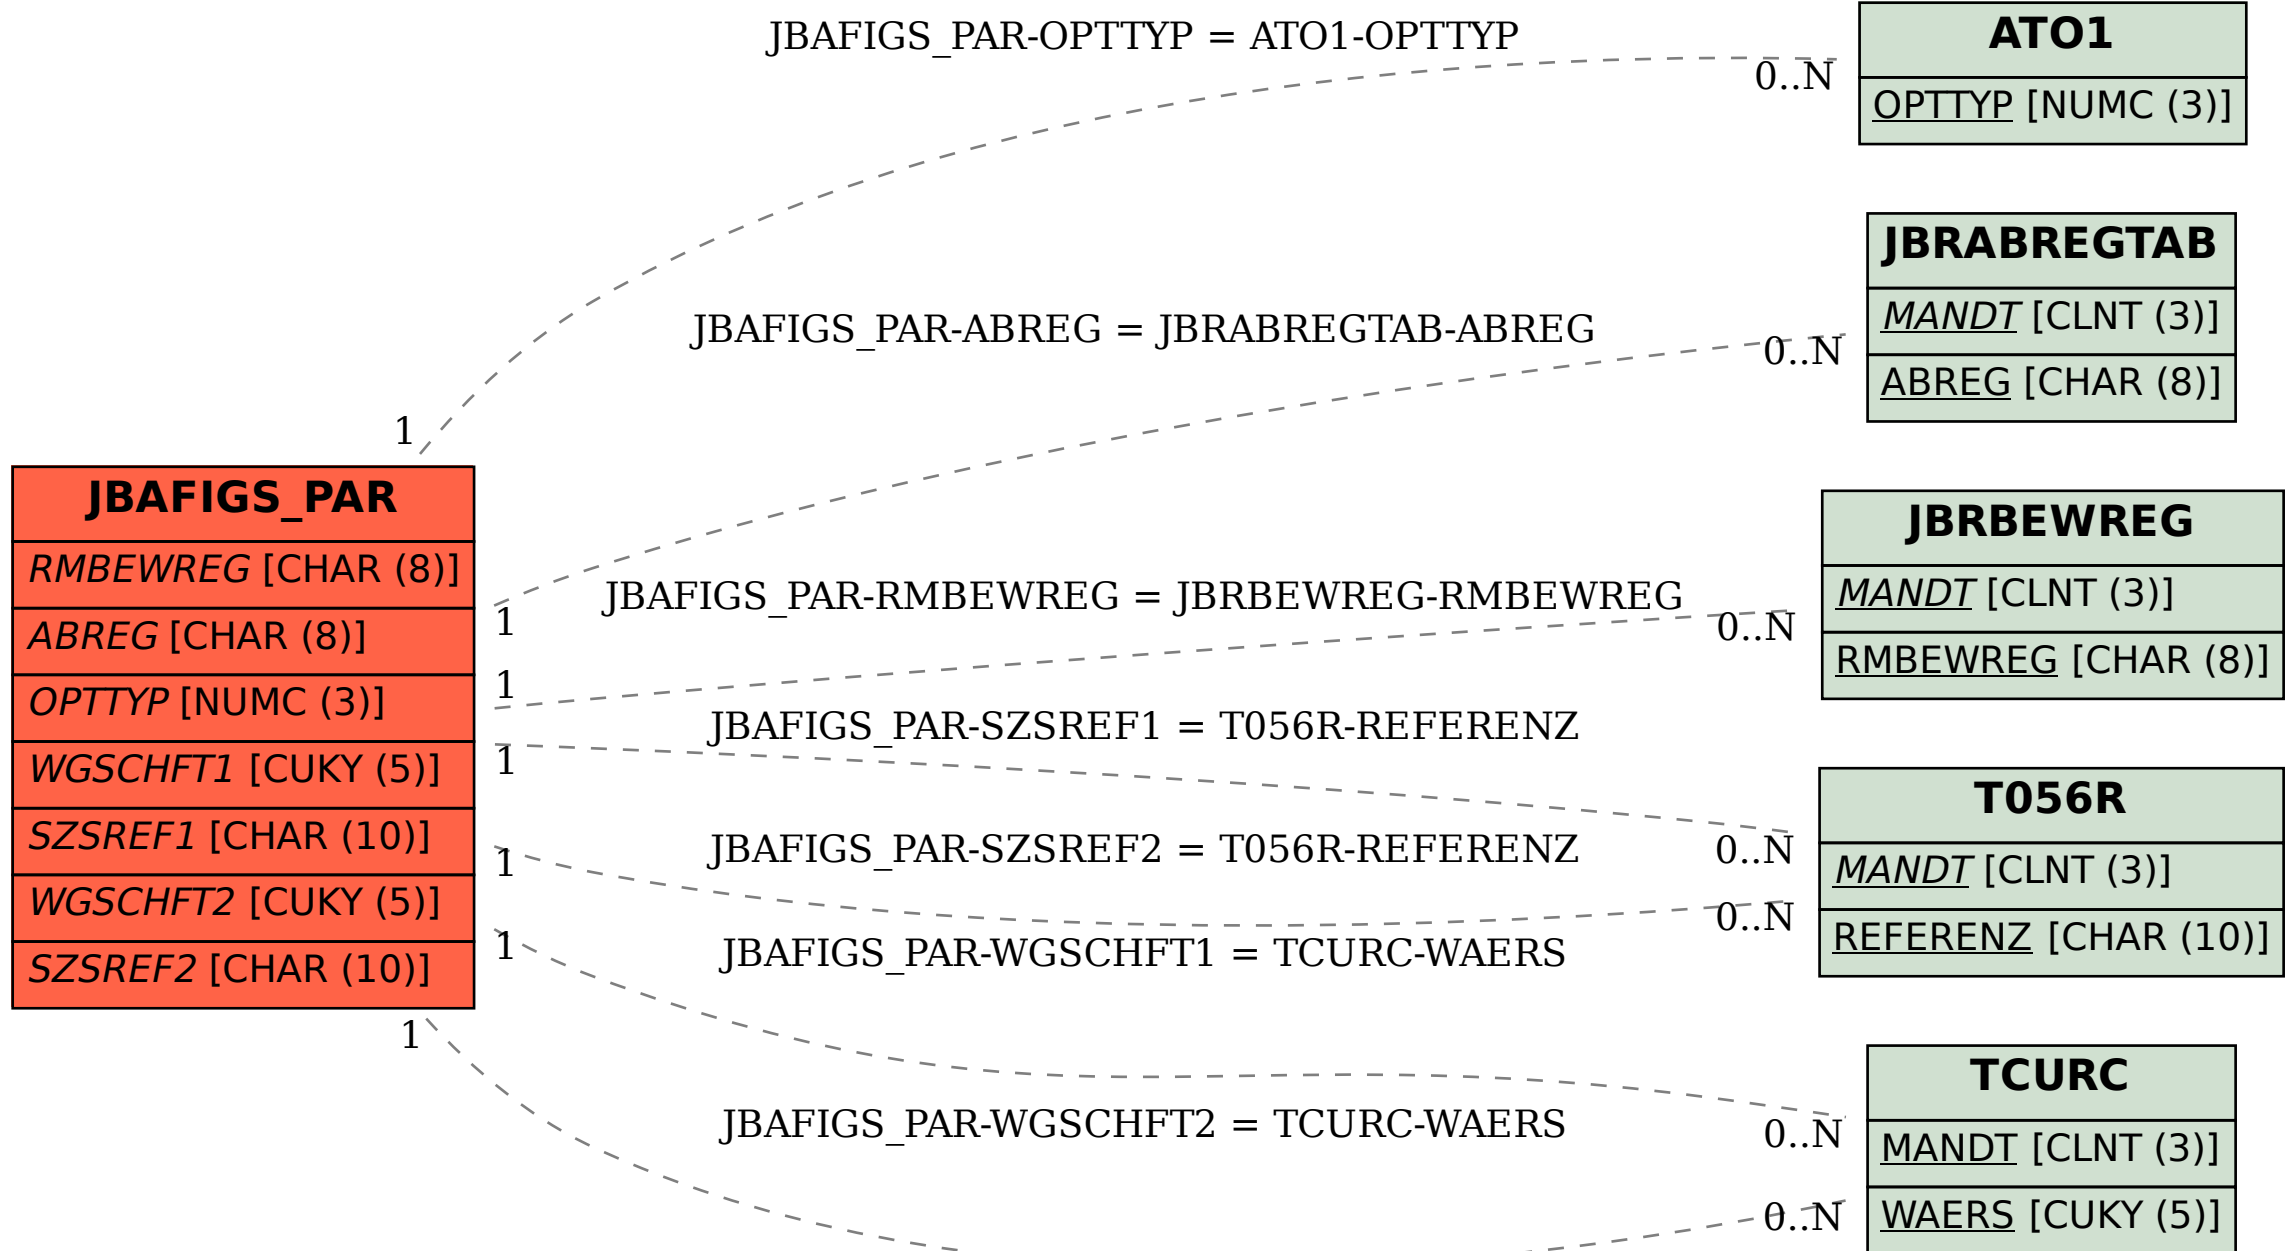 JBAFIGS_PAR-OPTTYP = ATO1-OPTTYP
0..N
ATO1
OPTTYP [NUMC (3)]
JBRABREGTAB
MANDT [CLNT (3)]
ABREG [CHAR (8)]
JBAFIGS_PAR-ABREG = JBRABREGTAB-ABREG
0..N
1
JBAFIGS_PAR
RMBEWREG [CHAR (8)]
ABREG [CHAR (8)]
OPTTYP [NUMC (3)]
WGSCHFT1 [CUKY (5)]
SZSREF1 [CHAR (10)]
WGSCHFT2 [CUKY (5)]
SZSREF2 [CHAR (10)]
1
1
1
1
1
1
JBAFIGS_PAR-RMBEWREG = JBRBEWREG-RMBEWREG
0..N
JBRBEWREG
MANDT [CLNT (3)]
RMBEWREG [CHAR (8)]
JBAFIGS_PAR-SZSREF1 = T056R-REFERENZ
0..N
JBAFIGS_PAR-SZSREF2 = T056R-REFERENZ
0..N
T056R
MANDT [CLNT (3)]
REFERENZ [CHAR (10)]
JBAFIGS_PAR-WGSCHFT1 = TCURC-WAERS
0..N
JBAFIGS_PAR-WGSCHFT2 = TCURC-WAERS
0..N
TCURC
MANDT [CLNT (3)]
WAERS [CUKY (5)]